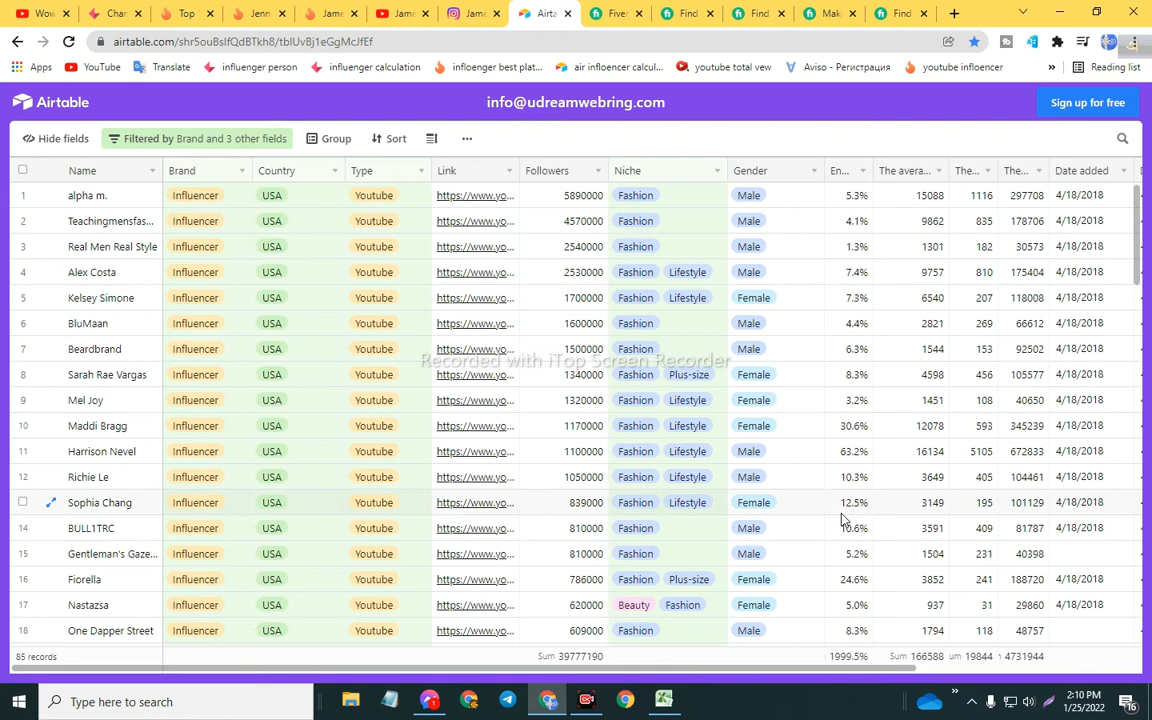 Wow
Char
Top
Jenn
Jame
Jame
Jame
Airta
Fiver
Find
Find
Mak
Find
airtable.com/shr5ouBslfQdBTkh8/tblUvBj1eGgMcJfEf
Apps YouTube Translate influenger person influenger calculation influenger best plat... air influencer calcul... youtube total vew Aviso - Регистрация youtube influencer » Reading list
Airtable info@udreamwebring.com Sign up for free
Hide fields Filtered by Brand and 3 other fields Group Sort ...
Name Brand Country Type Link Followers Niche Gender En... The avera... The... The... Date added
1 alpha m. Influencer USA Youtube https://www.yo... 5890000 Fashion Male 5.3% 15088 1116 297708 4/18/2018
2 Teachingmensfas... Influencer USA Youtube https://www.yo... 4570000 Fashion Male 4.1% 9862 835 178706 4/18/2018
3 Real Men Real Style Influencer USA Youtube https://www.yo... 2540000 Fashion Male 1.3% 1301 182 30573 4/18/2018
4 Alex Costa Influencer USA Youtube https://www.yo... 2530000 Fashion Lifestyle Male 7.4% 9757 810 175404 4/18/2018
5 Kelsey Simone Influencer USA Youtube https://www.yo... 1700000 Fashion Lifestyle Female 7.3% 6540 207 118008 4/18/2018
6 BluMaan Influencer USA Youtube https://www.yo... 1600000 Fashion Male 4.4% 2821 269 66612 4/18/2018
7 Beardbrand Influencer USA Youtube https://www.yo... 1500000 Fashion Male 6.3% 1544 153 92502 4/18/2018
Recorded with iTop Screen Recorder
8 Sarah Rae Vargas Influencer USA Youtube https://www.yo... 1340000 Fashion Plus-size Female 8.3% 4598 456 105577 4/18/2018
9 Mel Joy Influencer USA Youtube https://www.yo... 1320000 Fashion Lifestyle Female 3.2% 1451 108 40650 4/18/2018
10 Maddi Bragg Influencer USA Youtube https://www.yo... 1170000 Fashion Lifestyle Female 30.6% 12078 593 345239 4/18/2018
11 Harrison Nevel Influencer USA Youtube https://www.yo... 1100000 Fashion Lifestyle Male 63.2% 16134 5105 672833 4/18/2018
12 Richie Le Influencer USA Youtube https://www.yo... 1050000 Fashion Lifestyle Male 10.3% 3649 405 104461 4/18/2018
Sophia Chang Influencer USA Youtube https://www.yo... 839000 Fashion Lifestyle Female 12.5% 3149 195 101129 4/18/2018
14 BULL1TRC Influencer USA Youtube https://www.yo... 810000 Fashion Male 10.6% 3591 409 81787 4/18/2018
15 Gentleman's Gaze... Influencer USA Youtube https://www.yo... 810000 Fashion Male 5.2% 1504 231 40398
16 Fiorella Influencer USA Youtube https://www.yo... 786000 Fashion Plus-size Female 24.6% 3852 241 188720 4/18/2018
17 Nastazsa Influencer USA Youtube https://www.yo... 620000 Beauty Fashion Female 5.0% 937 31 29860 4/18/2018
18 One Dapper Street Influencer USA Youtube https://www.yo... 609000 Fashion Male 8.3% 1794 118 48757
85 records Sum 39777190 1999.5% Sum 166588 um 19844 4731944
Type here to search
2:10 PM
1/25/2022
16